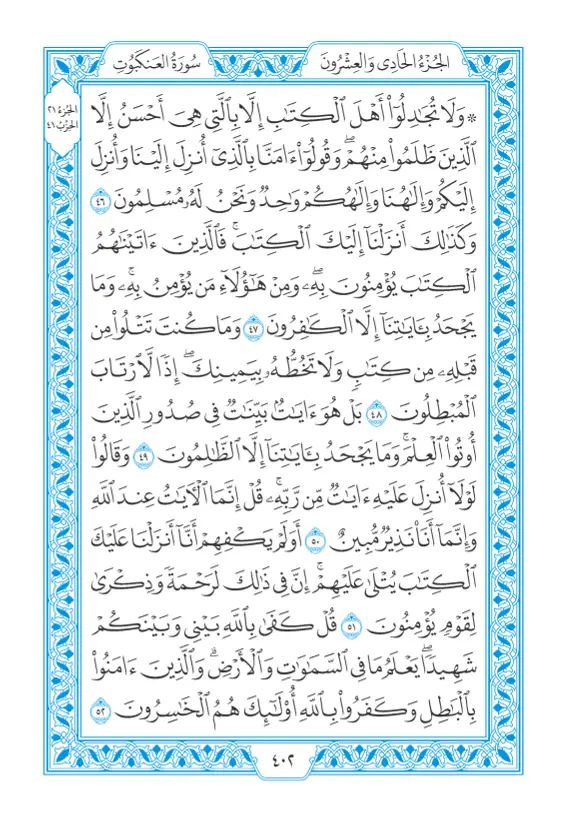 الجُزْءُ الحَادِى وَالعِشْرُونَ
سُورَةُ العَنكَبُوتِ
الجُزْءُ ٢١
الحِزْبُ ٤١
* وَلَا تُجَٰدِلُوٓاْ أَهْلَ ٱلْكِتَٰبِ إِلَّا بِٱلَّتِى هِىَ أَحْسَنُ إِلَّا
ٱلَّذِينَ ظَلَمُواْ مِنْهُمْ ۖ وَقُولُوٓاْ ءَامَنَّا بِٱلَّذِىٓ أُنزِلَ إِلَيْنَا وَأُنزِلَ
إِلَيْكُمْ وَإِلَٰهُنَا وَإِلَٰهُكُمْ وَٰحِدٌ وَنَحْنُ لَهُۥ مُسْلِمُونَ ٤٦
وَكَذَٰلِكَ أَنزَلْنَآ إِلَيْكَ ٱلْكِتَٰبَ ۚ فَٱلَّذِينَ ءَاتَيْنَٰهُمُ
ٱلْكِتَٰبَ يُؤْمِنُونَ بِهِۦ ۖ وَمِنْ هَٰٓؤُلَآءِ مَن يُؤْمِنُ بِهِۦ ۚ وَمَا
يَجْحَدُ بِـَٔايَٰتِنَآ إِلَّا ٱلْكَٰفِرُونَ ٤٧ وَمَا كُنتَ تَتْلُواْ مِن
قَبْلِهِۦ مِن كِتَٰبٍ وَلَا تَخُطُّهُۥ بِيَمِينِكَ ۖ إِذًا لَّٱرْتَابَ
ٱلْمُبْطِلُونَ ٤٨ بَلْ هُوَ ءَايَٰتٌۢ بَيِّنَٰتٌ فِى صُدُورِ ٱلَّذِينَ
أُوتُواْ ٱلْعِلْمَ ۚ وَمَا يَجْحَدُ بِـَٔايَٰتِنَآ إِلَّا ٱلظَّٰلِمُونَ ٤٩ وَقَالُواْ
لَوْلَآ أُنزِلَ عَلَيْهِ ءَايَٰتٌ مِّن رَّبِّهِۦ ۖ قُلْ إِنَّمَا ٱلْـَٔايَٰتُ عِندَ ٱللَّهِ
وَإِنَّمَآ أَنَا۠ نَذِيرٌ مُّبِينٌ ٥٠ أَوَلَمْ يَكْفِهِمْ أَنَّآ أَنزَلْنَا عَلَيْكَ
ٱلْكِتَٰبَ يُتْلَىٰ عَلَيْهِمْ ۚ إِنَّ فِى ذَٰلِكَ لَرَحْمَةً وَذِكْرَىٰ
لِقَوْمٍ يُؤْمِنُونَ ٥١ قُلْ كَفَىٰ بِٱللَّهِ بَيْنِى وَبَيْنَكُمْ
شَهِيدًا ۖ يَعْلَمُ مَا فِى ٱلسَّمَٰوَٰتِ وَٱلْأَرْضِ ۗ وَٱلَّذِينَ ءَامَنُواْ
بِٱلْبَٰطِلِ وَكَفَرُواْ بِٱللَّهِ أُوْلَٰٓئِكَ هُمُ ٱلْخَٰسِرُونَ ٥٢
٤٠٢